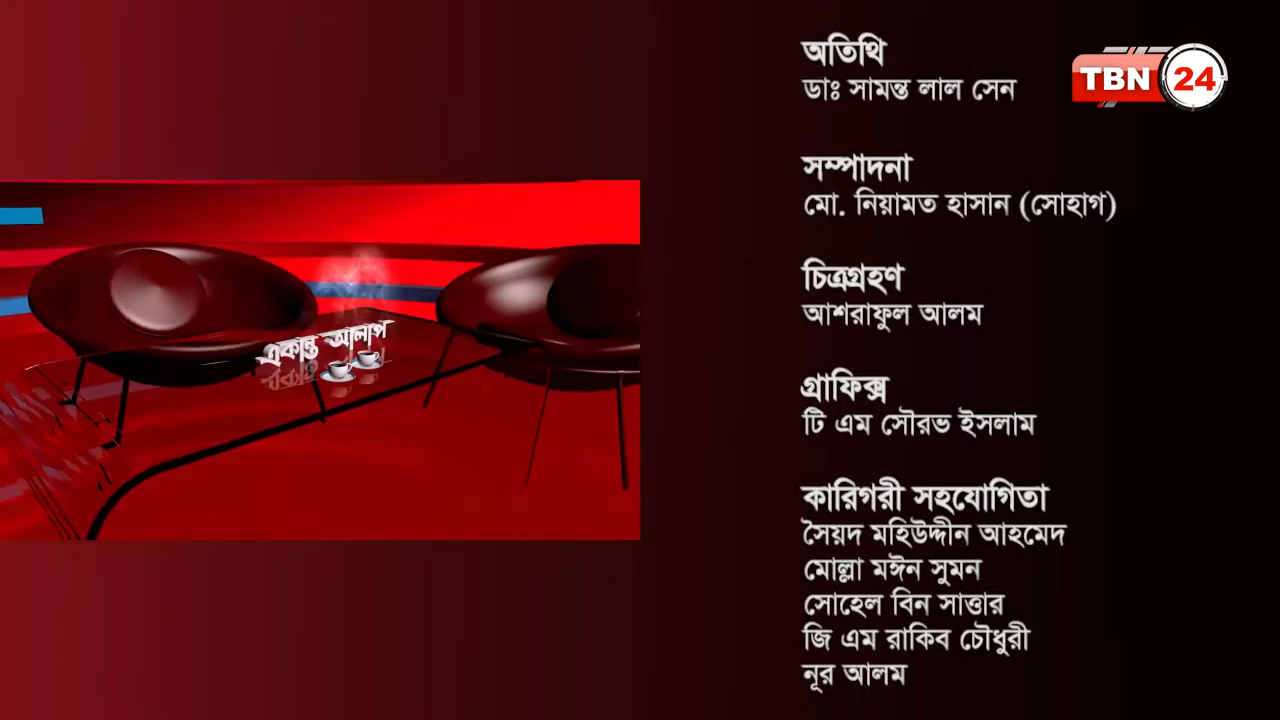 অতিথি
ডাঃ সামন্ত লাল সেন
TBN 24
সম্পাদনা
মো. নিয়ামত হাসান (সোহাগ)
চিত্রগ্রহণ
আশরাফুল আলম
একান্ত আলাপ
গ্রাফিক্স
টি এম সৌরভ ইসলাম
কারিগরী সহযোগিতা
সৈয়দ মহিউদ্দীন আহমেদ
মোল্লা মঈন সুমন
সোহেল বিন সাত্তার
জি এম রাকিব চৌধুরী
নূর আলম